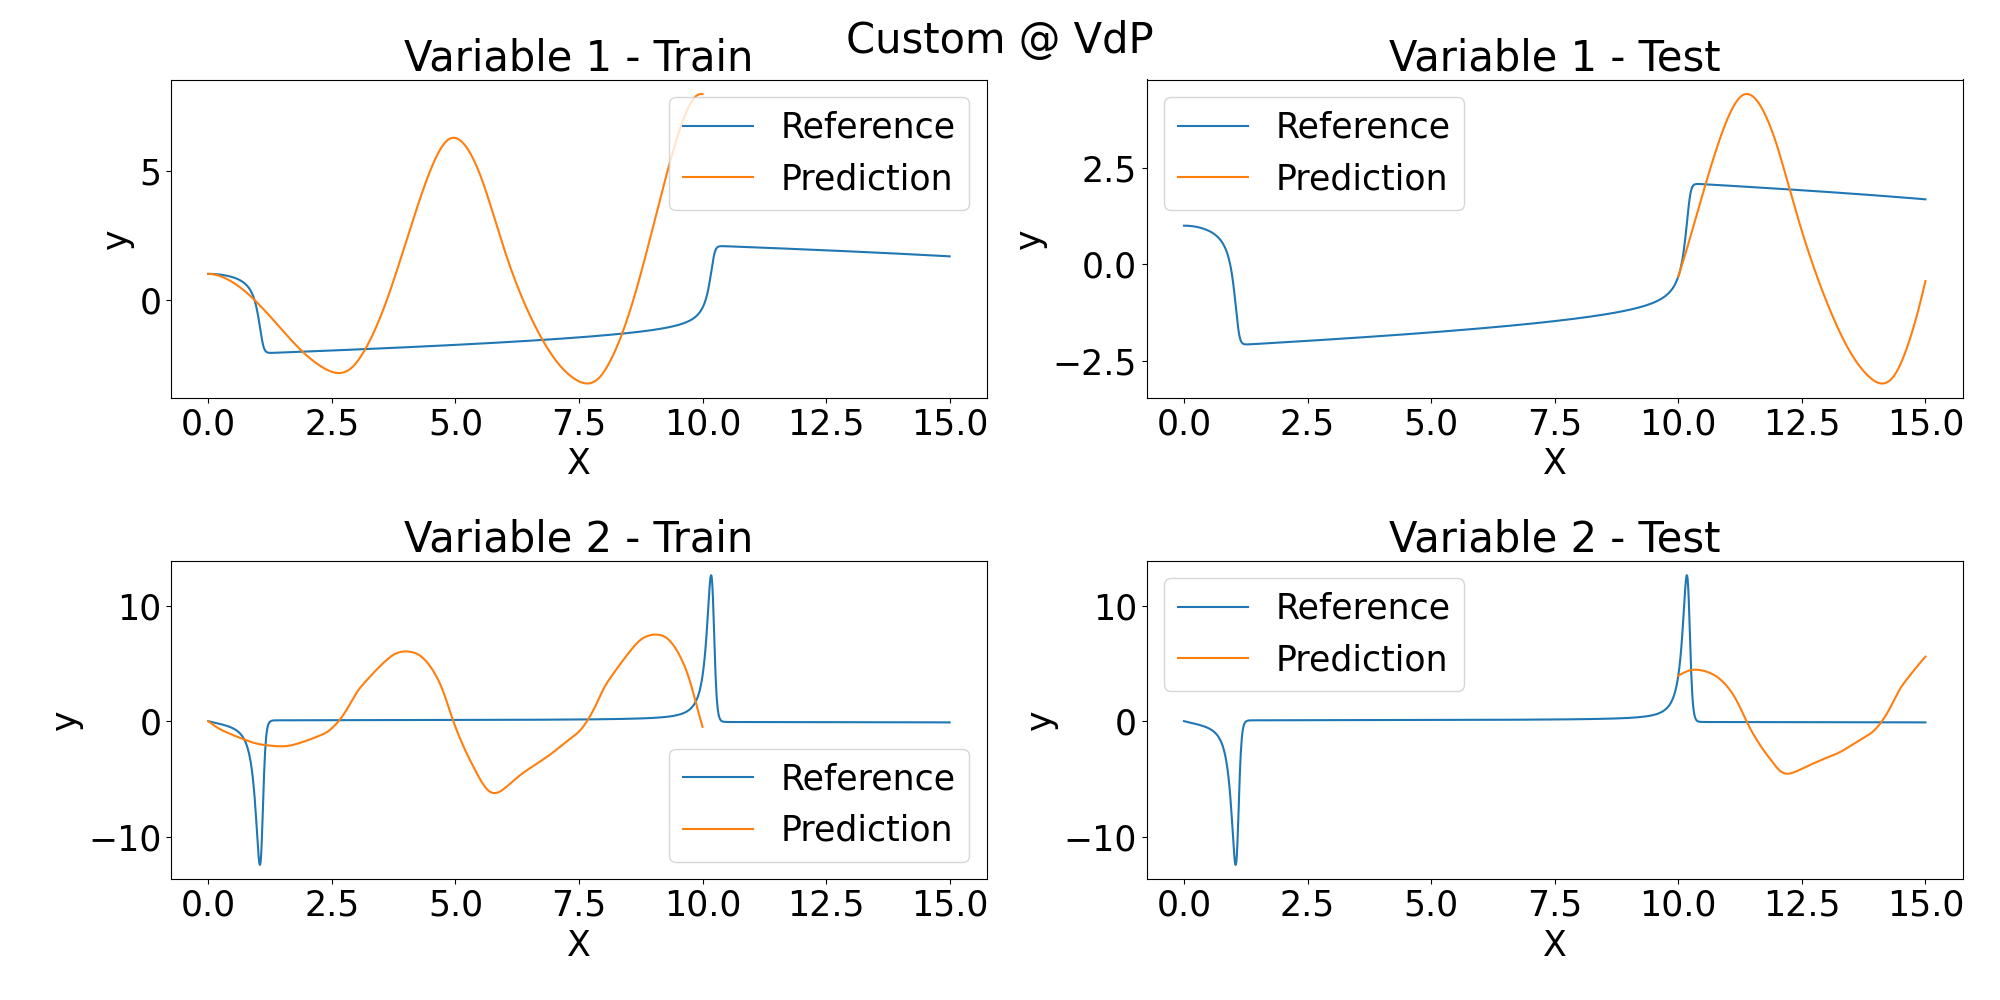 Custom @ VdP
Variable 1 - Train
Reference
Prediction
5
0
y
0.0 2.5 5.0 7.5 10.0 12.5 15.0
X
Variable 1 - Test
Reference
Prediction
2.5
0.0
−2.5
y
0.0 2.5 5.0 7.5 10.0 12.5 15.0
X
Variable 2 - Train
10
0
−10
y
Reference
Prediction
0.0 2.5 5.0 7.5 10.0 12.5 15.0
X
Variable 2 - Test
Reference
Prediction
10
0
−10
y
0.0 2.5 5.0 7.5 10.0 12.5 15.0
X